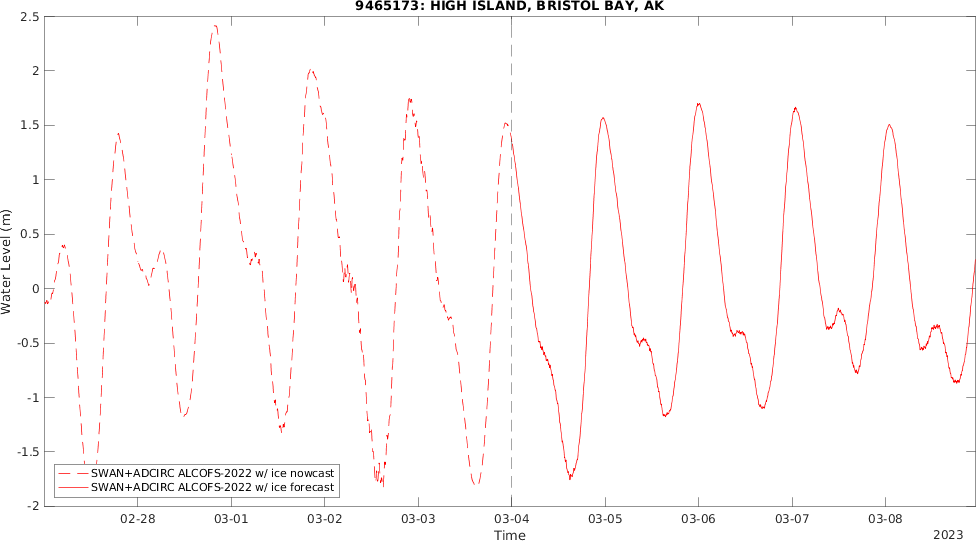 9465173: HIGH ISLAND, BRISTOL BAY, AK
Water Level (m)
2.5
2
1.5
1
0.5
0
-0.5
-1
-1.5
-2
SWAN+ADCIRC ALCOFS-2022 w/ ice nowcast
SWAN+ADCIRC ALCOFS-2022 w/ ice forecast
02-28 03-01 03-02 03-03 03-04 03-05 03-06 03-07 03-08
Time
2023